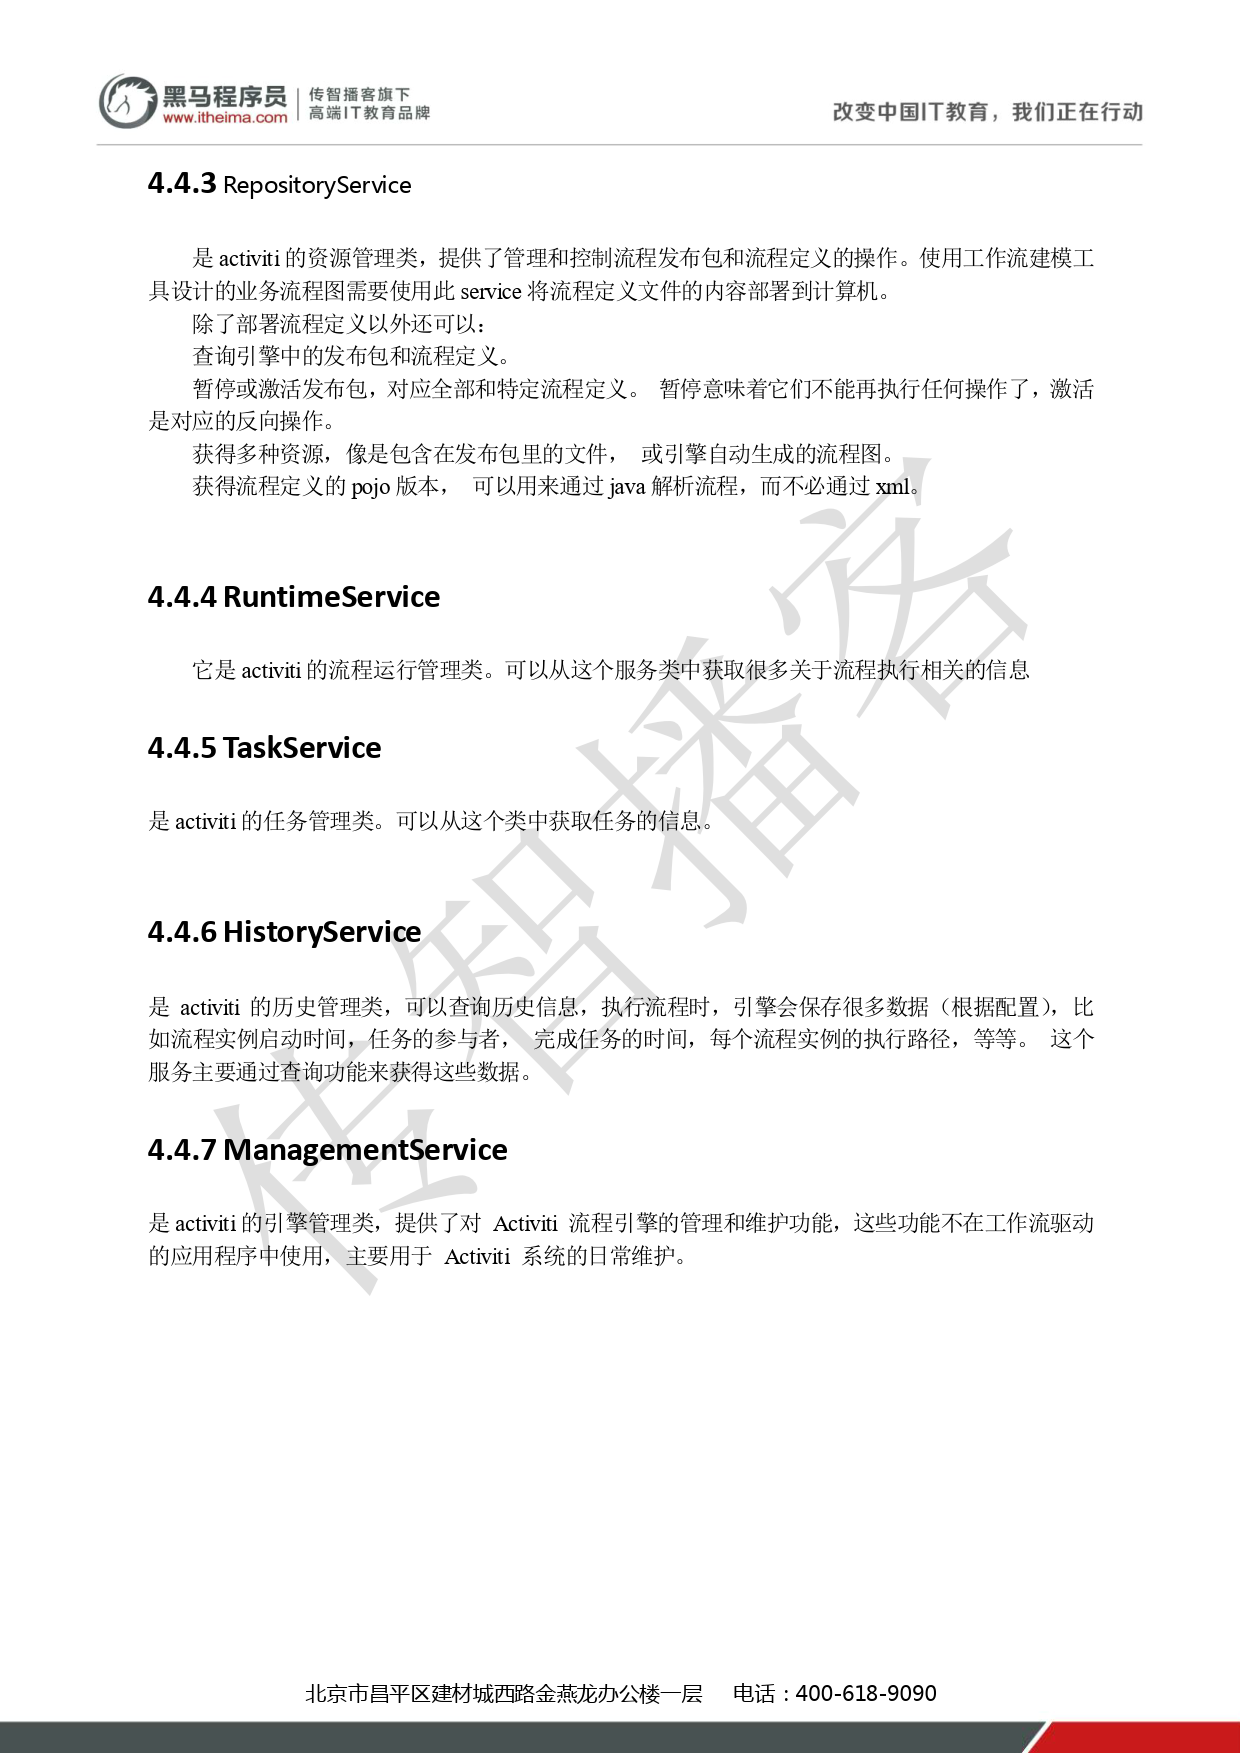 黑马程序员
www.itheima.com
传智播客旗下
高端IT教育品牌
改变中国IT教育，我们正在行动
4.4.3 RepositoryService
是 activiti 的资源管理类，提供了管理和控制流程发布包和流程定义的操作。使用工作流建模工
具设计的业务流程图需要使用此 service 将流程定义文件的内容部署到计算机。
除了部署流程定义以外还可以：
查询引擎中的发布包和流程定义。
暂停或激活发布包，对应全部和特定流程定义。 暂停意味着它们不能再执行任何操作了，激活
是对应的反向操作。
获得多种资源，像是包含在发布包里的文件， 或引擎自动生成的流程图。
获得流程定义的 pojo 版本， 可以用来通过 java 解析流程，而不必通过 xml。
4.4.4 RuntimeService
它是 activiti 的流程运行管理类。可以从这个服务类中获取很多关于流程执行相关的信息
4.4.5 TaskService
是 activiti 的任务管理类。可以从这个类中获取任务的信息。
4.4.6 HistoryService
是 activiti 的历史管理类，可以查询历史信息，执行流程时，引擎会保存很多数据（根据配置），比
如流程实例启动时间，任务的参与者， 完成任务的时间，每个流程实例的执行路径，等等。 这个
服务主要通过查询功能来获得这些数据。
4.4.7 ManagementService
是 activiti 的引擎管理类，提供了对 Activiti 流程引擎的管理和维护功能，这些功能不在工作流驱动
的应用程序中使用，主要用于 Activiti 系统的日常维护。
传智播客
北京市昌平区建材城西路金燕龙办公楼一层 电话：400-618-9090